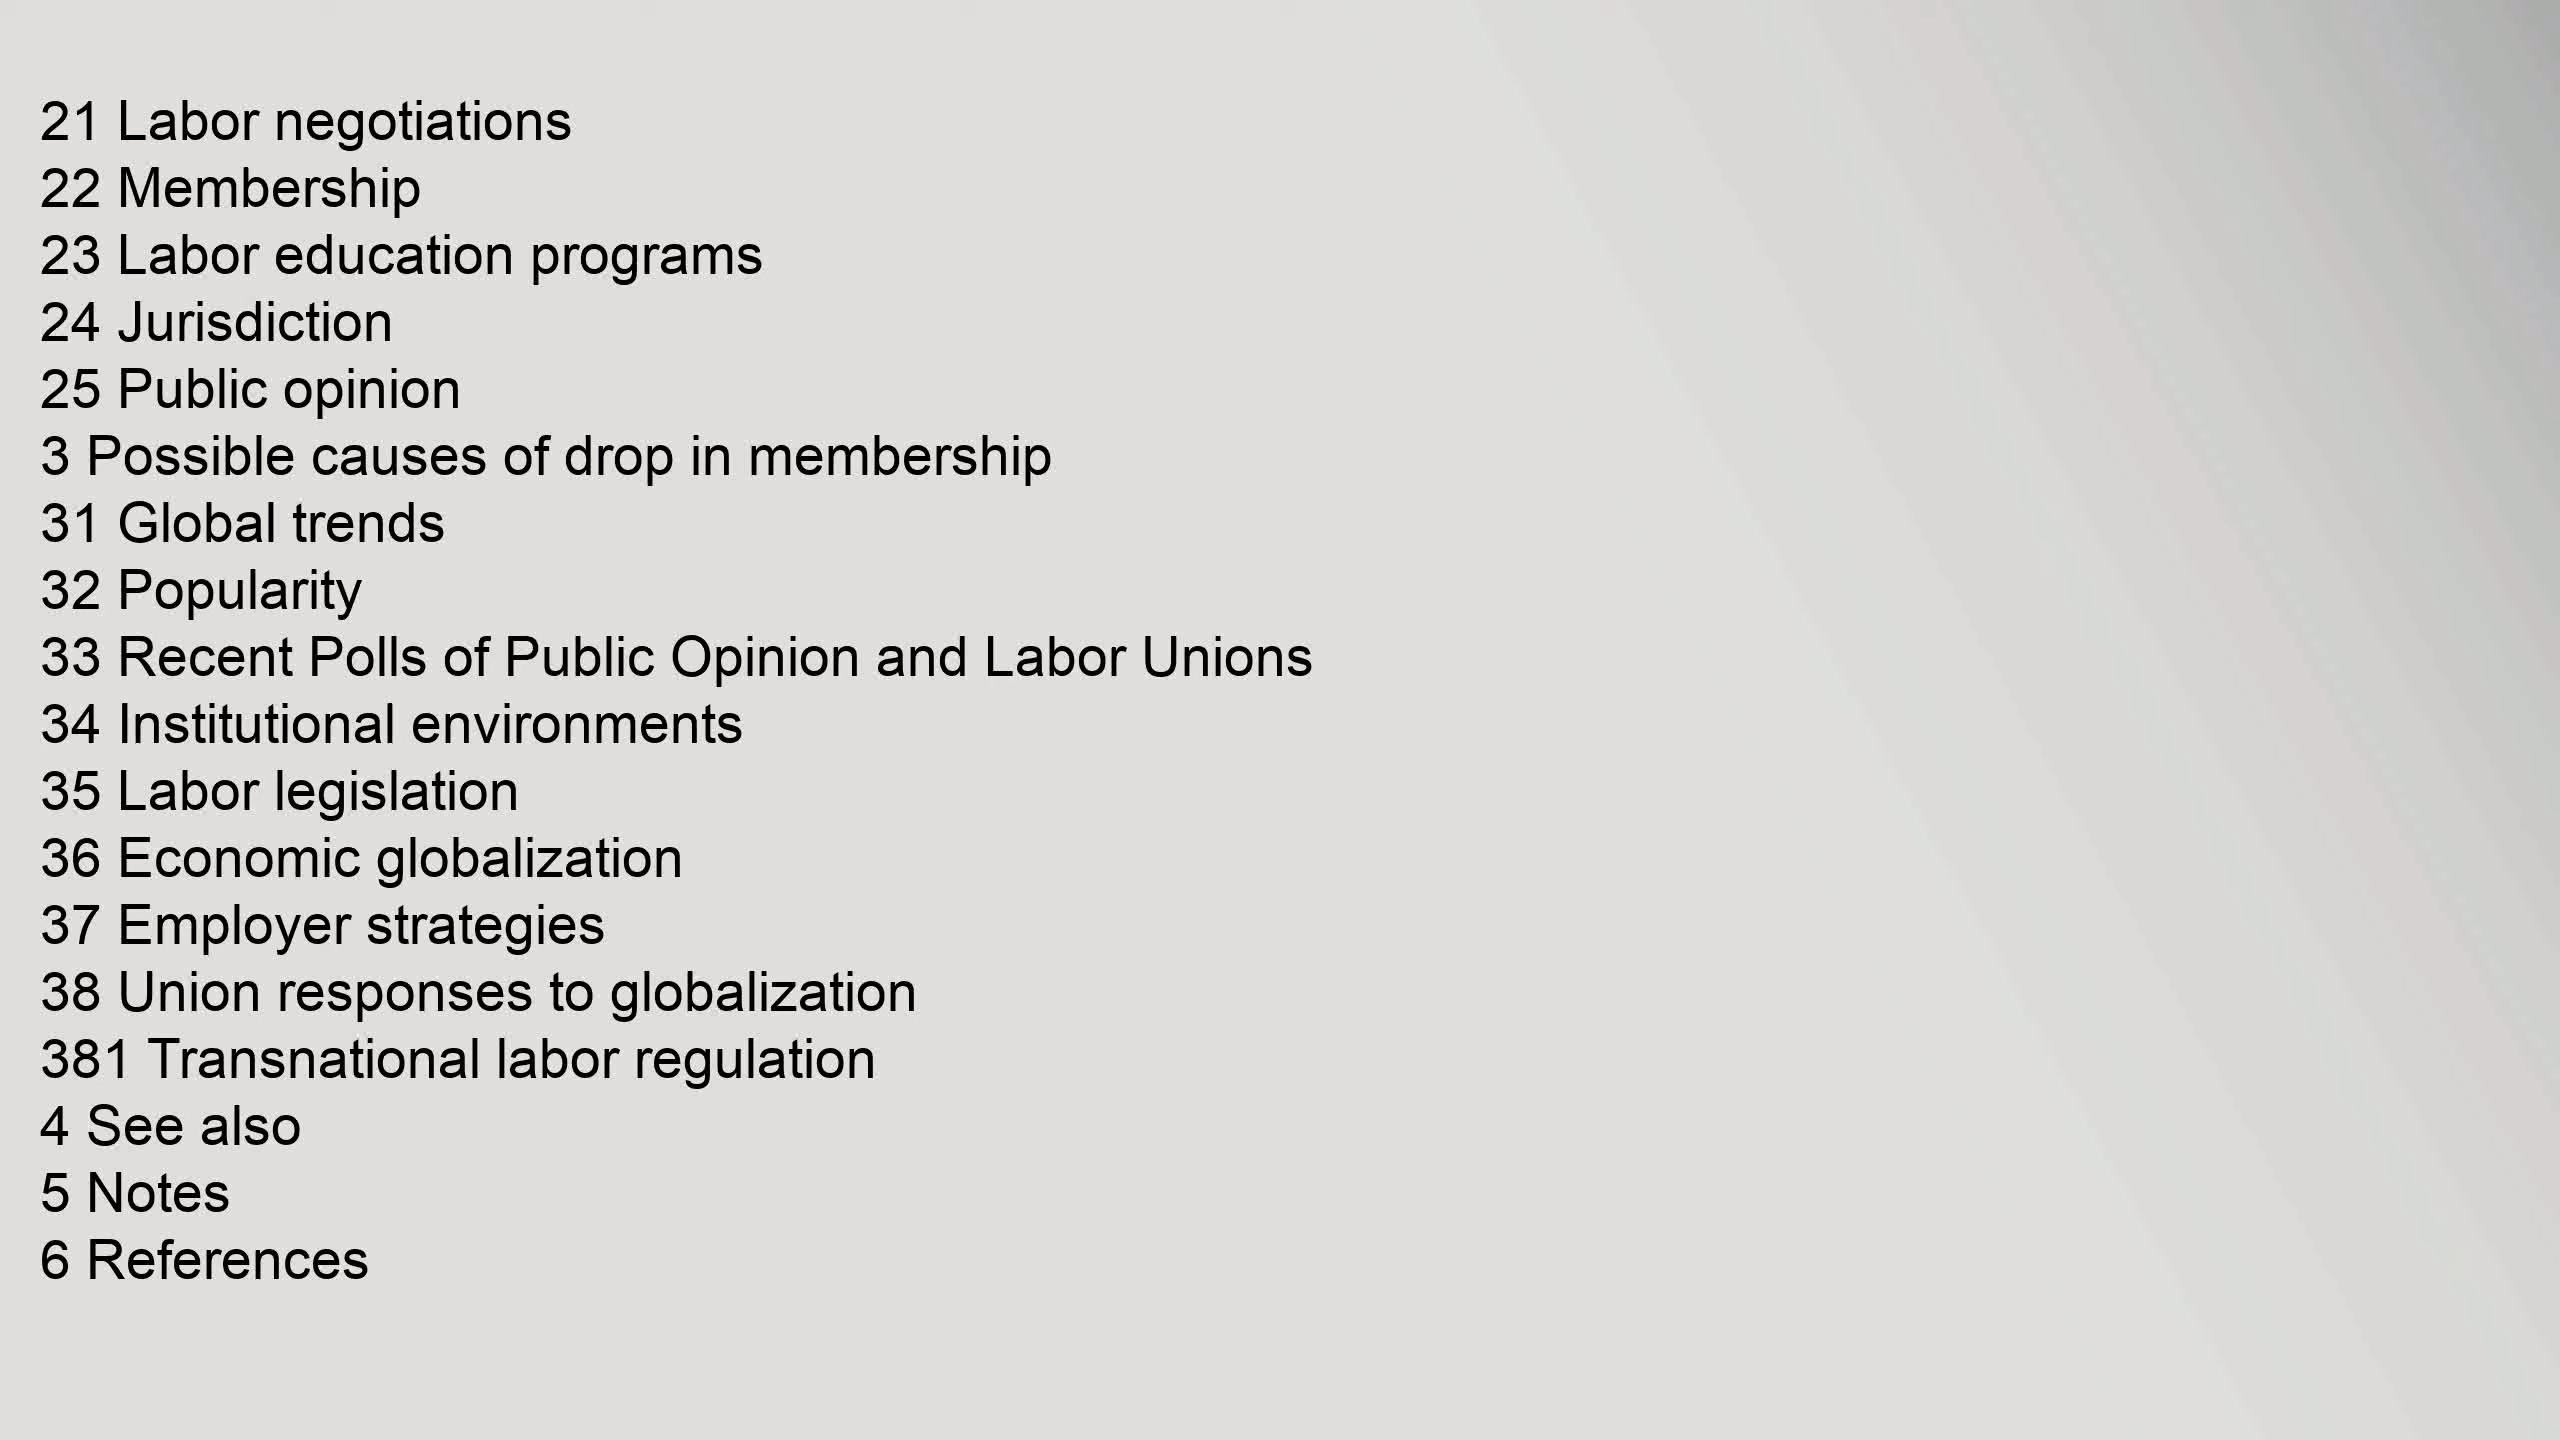 21 Labor negotiations
22 Membership
23 Labor education programs
24 Jurisdiction
25 Public opinion
3 Possible causes of drop in membership
31 Global trends
32 Popularity
33 Recent Polls of Public Opinion and Labor Unions
34 Institutional environments
35 Labor legislation
36 Economic globalization
37 Employer strategies
38 Union responses to globalization
381 Transnational labor regulation
4 See also
5 Notes
6 References